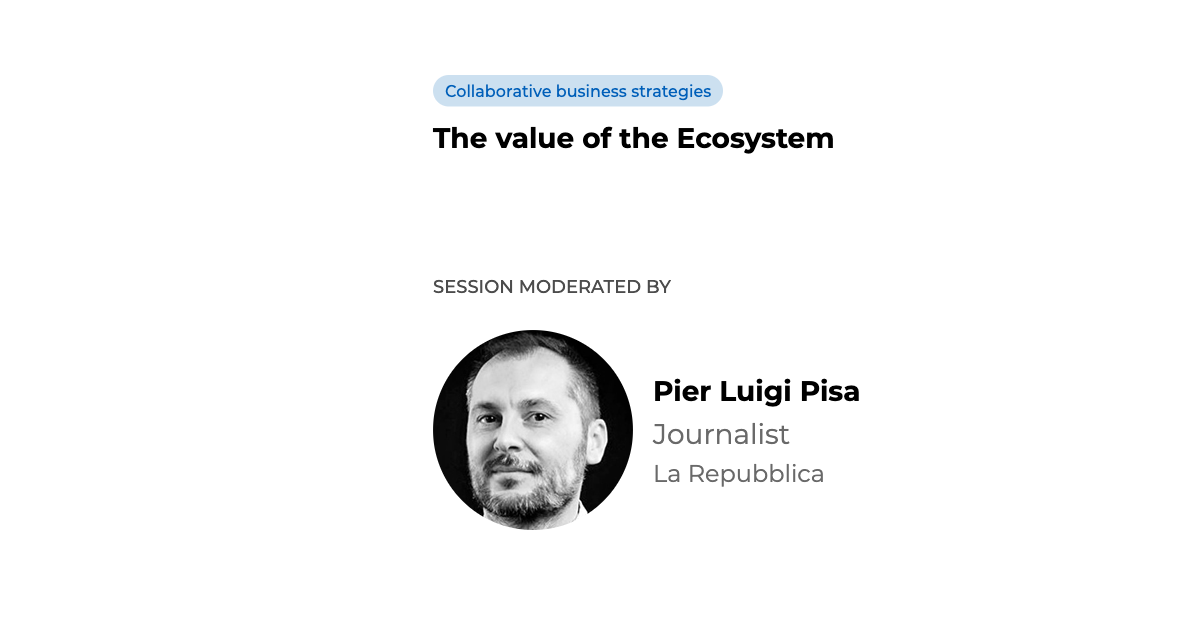 Collaborative business strategies
The value of the Ecosystem
SESSION MODERATED BY
Pier Luigi Pisa
Journalist
La Repubblica